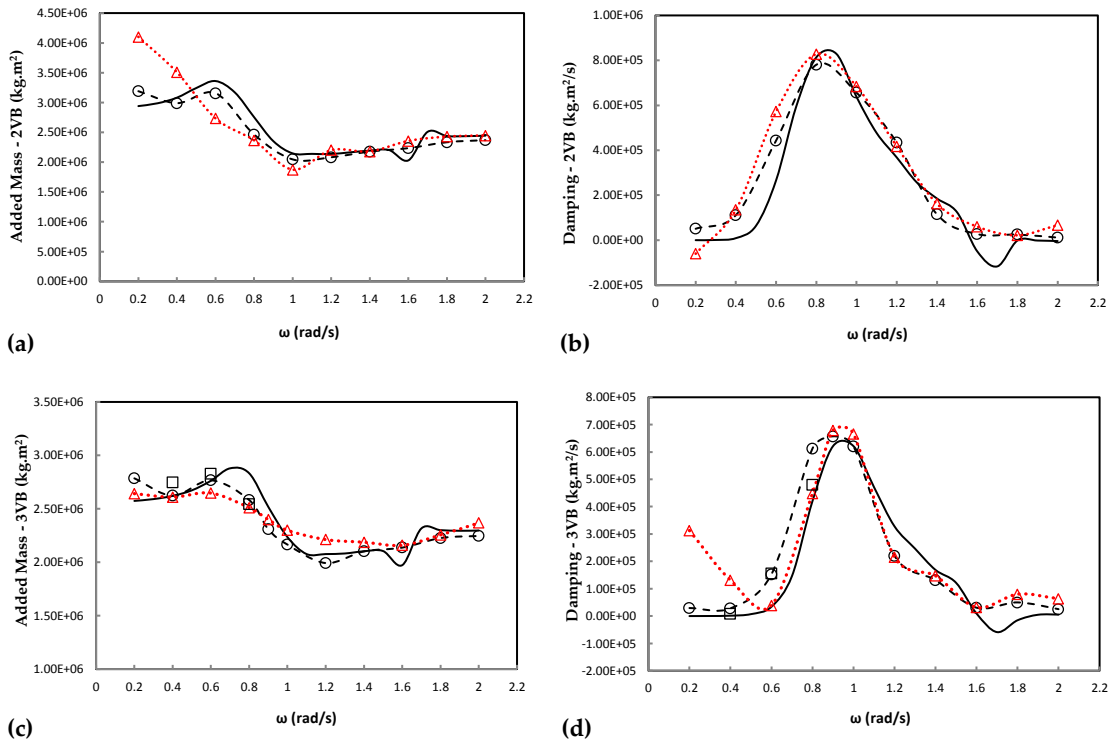 4.50E+06
4.00E+06
3.50E+06
3.00E+06
2.50E+06
2.00E+06
1.50E+06
1.00E+06
5.00E+05
0.00E+00
Added Mass - 2VB (kg.m²)
0 0.2 0.4 0.6 0.8 1 1.2 1.4 1.6 1.8 2 2.2
ω (rad/s)
(a)
1.00E+06
8.00E+05
6.00E+05
4.00E+05
2.00E+05
0.00E+00
-2.00E+05
Damping - 2VB (kg.m²/s)
0 0.2 0.4 0.6 0.8 1 1.2 1.4 1.6 1.8 2 2.2
ω (rad/s)
(b)
3.50E+06
3.00E+06
2.50E+06
2.00E+06
1.50E+06
1.00E+06
Added Mass - 3VB (kg.m²)
0 0.2 0.4 0.6 0.8 1 1.2 1.4 1.6 1.8 2 2.2
ω (rad/s)
(c)
8.00E+05
7.00E+05
6.00E+05
5.00E+05
4.00E+05
3.00E+05
2.00E+05
1.00E+05
0.00E+00
-1.00E+05
-2.00E+05
Damping - 3VB (kg.m²/s)
0 0.2 0.4 0.6 0.8 1 1.2 1.4 1.6 1.8 2 2.2
ω (rad/s)
(d)